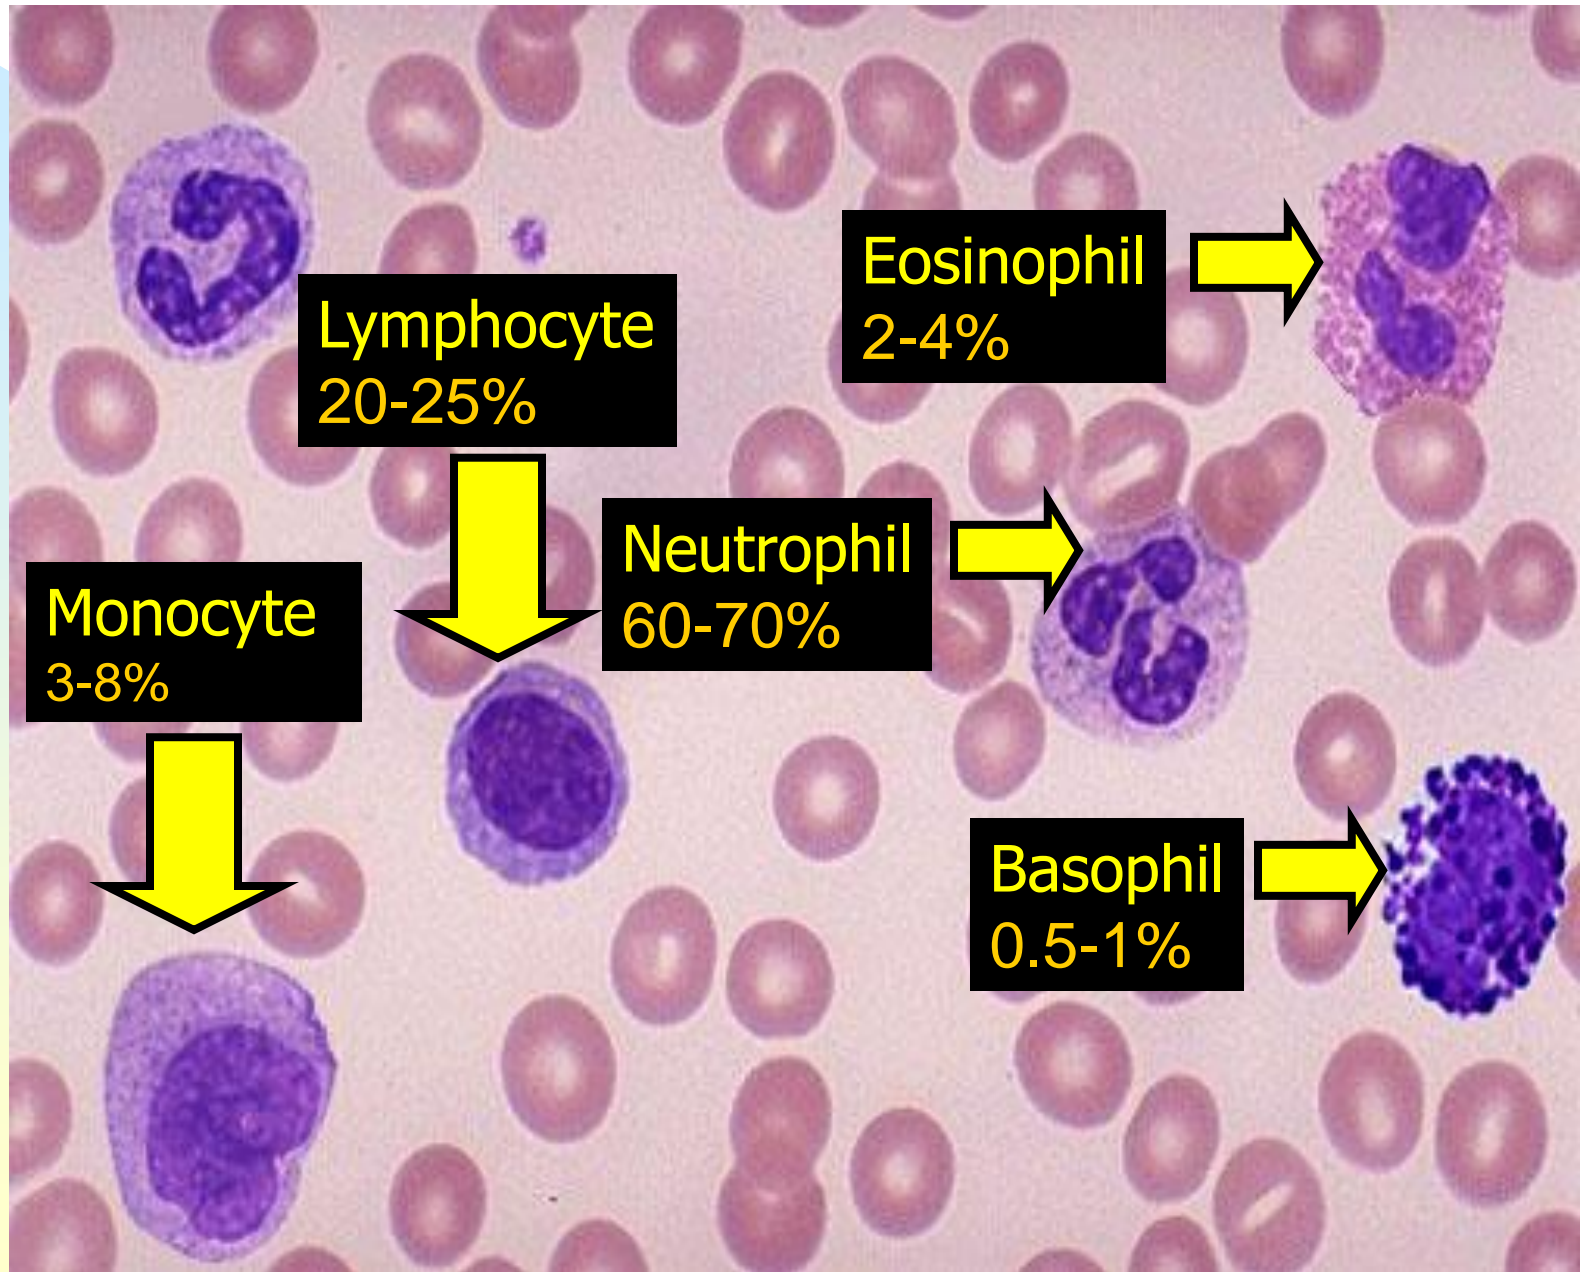 Eosinophil
2-4%
Lymphocyte
20-25%
Neutrophil
60-70%
Monocyte
3-8%
Basophil
0.5-1%